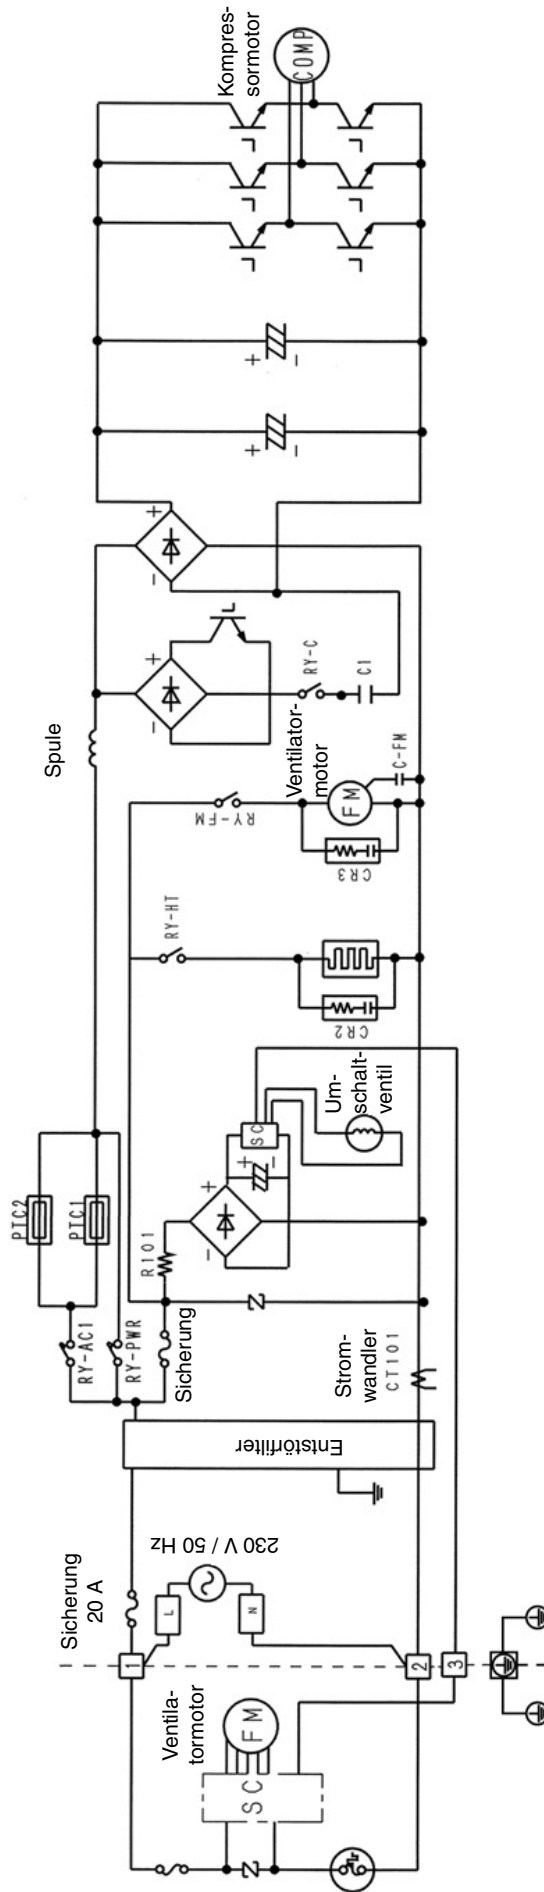 Kompres-
sormotor
COMP
Spule
RY-C
C1
Ventilator-
motor
C-FM
FM
RY-FM
CR3
RY-HT
CR2
Um-
schalt-
ventil
SC
PTC2
PTC1
R101
RY-AC1
RY-PWR
Sicherung
Strom-
wandler
CT101
Entstörfilter
230 V / 50 Hz
L
N
Sicherung
20 A
1
2
3
Ventila-
tormotor
FM
SC